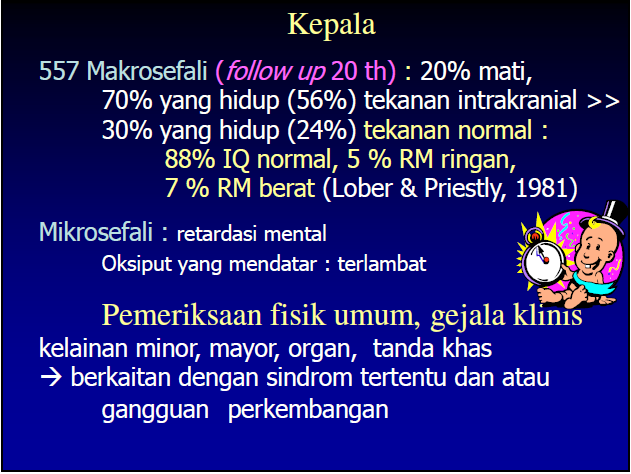 Kepala
557 Makrosefali (follow up 20 th) : 20% mati,
70% yang hidup (56%) tekanan intrakranial >>
30% yang hidup (24%) tekanan normal :
88% IQ normal, 5 % RM ringan,
7 % RM berat (Lober & Priestly, 1981)
Mikrosefali : retardasi mental
Oksiput yang mendatar : terlambat
Pemeriksaan fisik umum, gejala klinis
kelainan minor, mayor, organ, tanda khas
→ berkaitan dengan sindrom tertentu dan atau
gangguan perkembangan